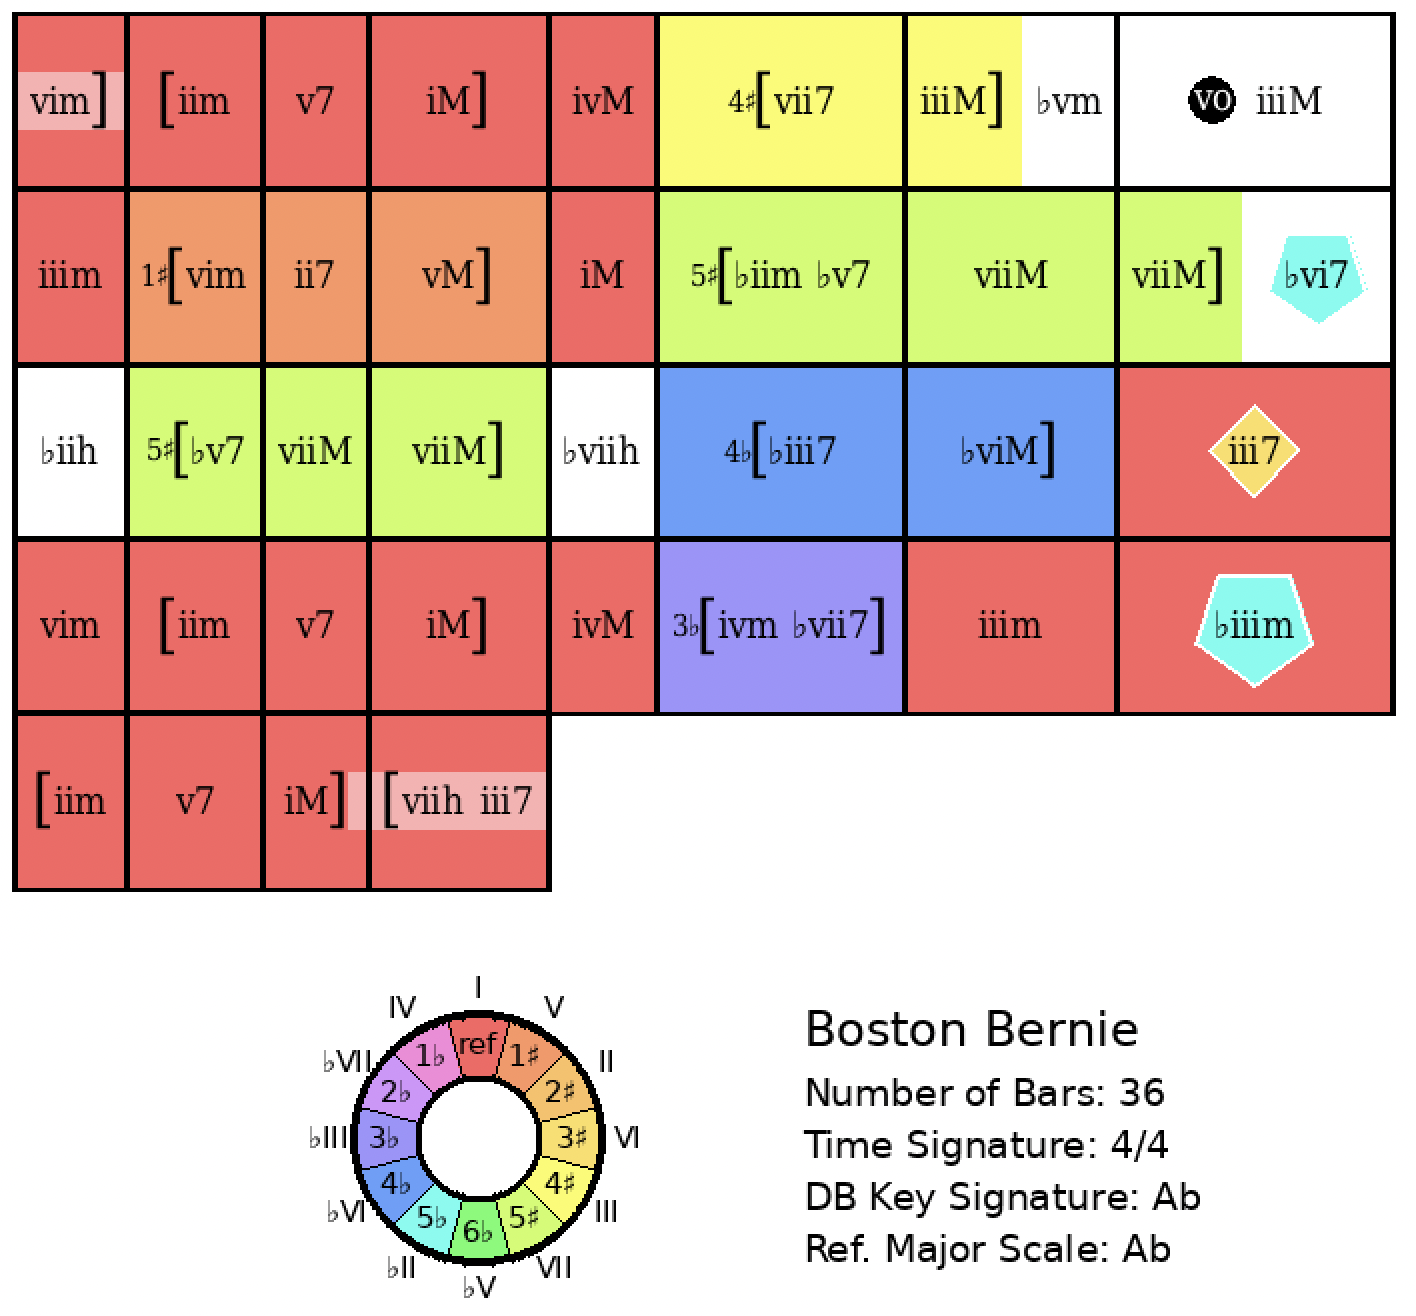 vim] [iim v7 iM] ivM 4♯[vii7 iiiM] ♭vm vo iiiM
iiim 1♯[vim ii7 vM] iM 5♯[♭iim ♭v7 viiM viiM] ♭vi7
♭iih 5♯[♭v7 viiM viiM] ♭viih 4♭[♭iii7 ♭viM] iii7
vim [iim v7 iM] ivM 3♭[ivm ♭vii7] iiim ♭iiim
[iim v7 iM] [viih iii7
I
IV V
ref
1♭ 1♯
♭VII II
2♭ 2♯
♭III 3♭ 3♯ VI
4♭ 4♯
♭VI III
5♭ 5♯
6♭
♭II VII
♭V
Boston Bernie
Number of Bars: 36
Time Signature: 4/4
DB Key Signature: Ab
Ref. Major Scale: Ab